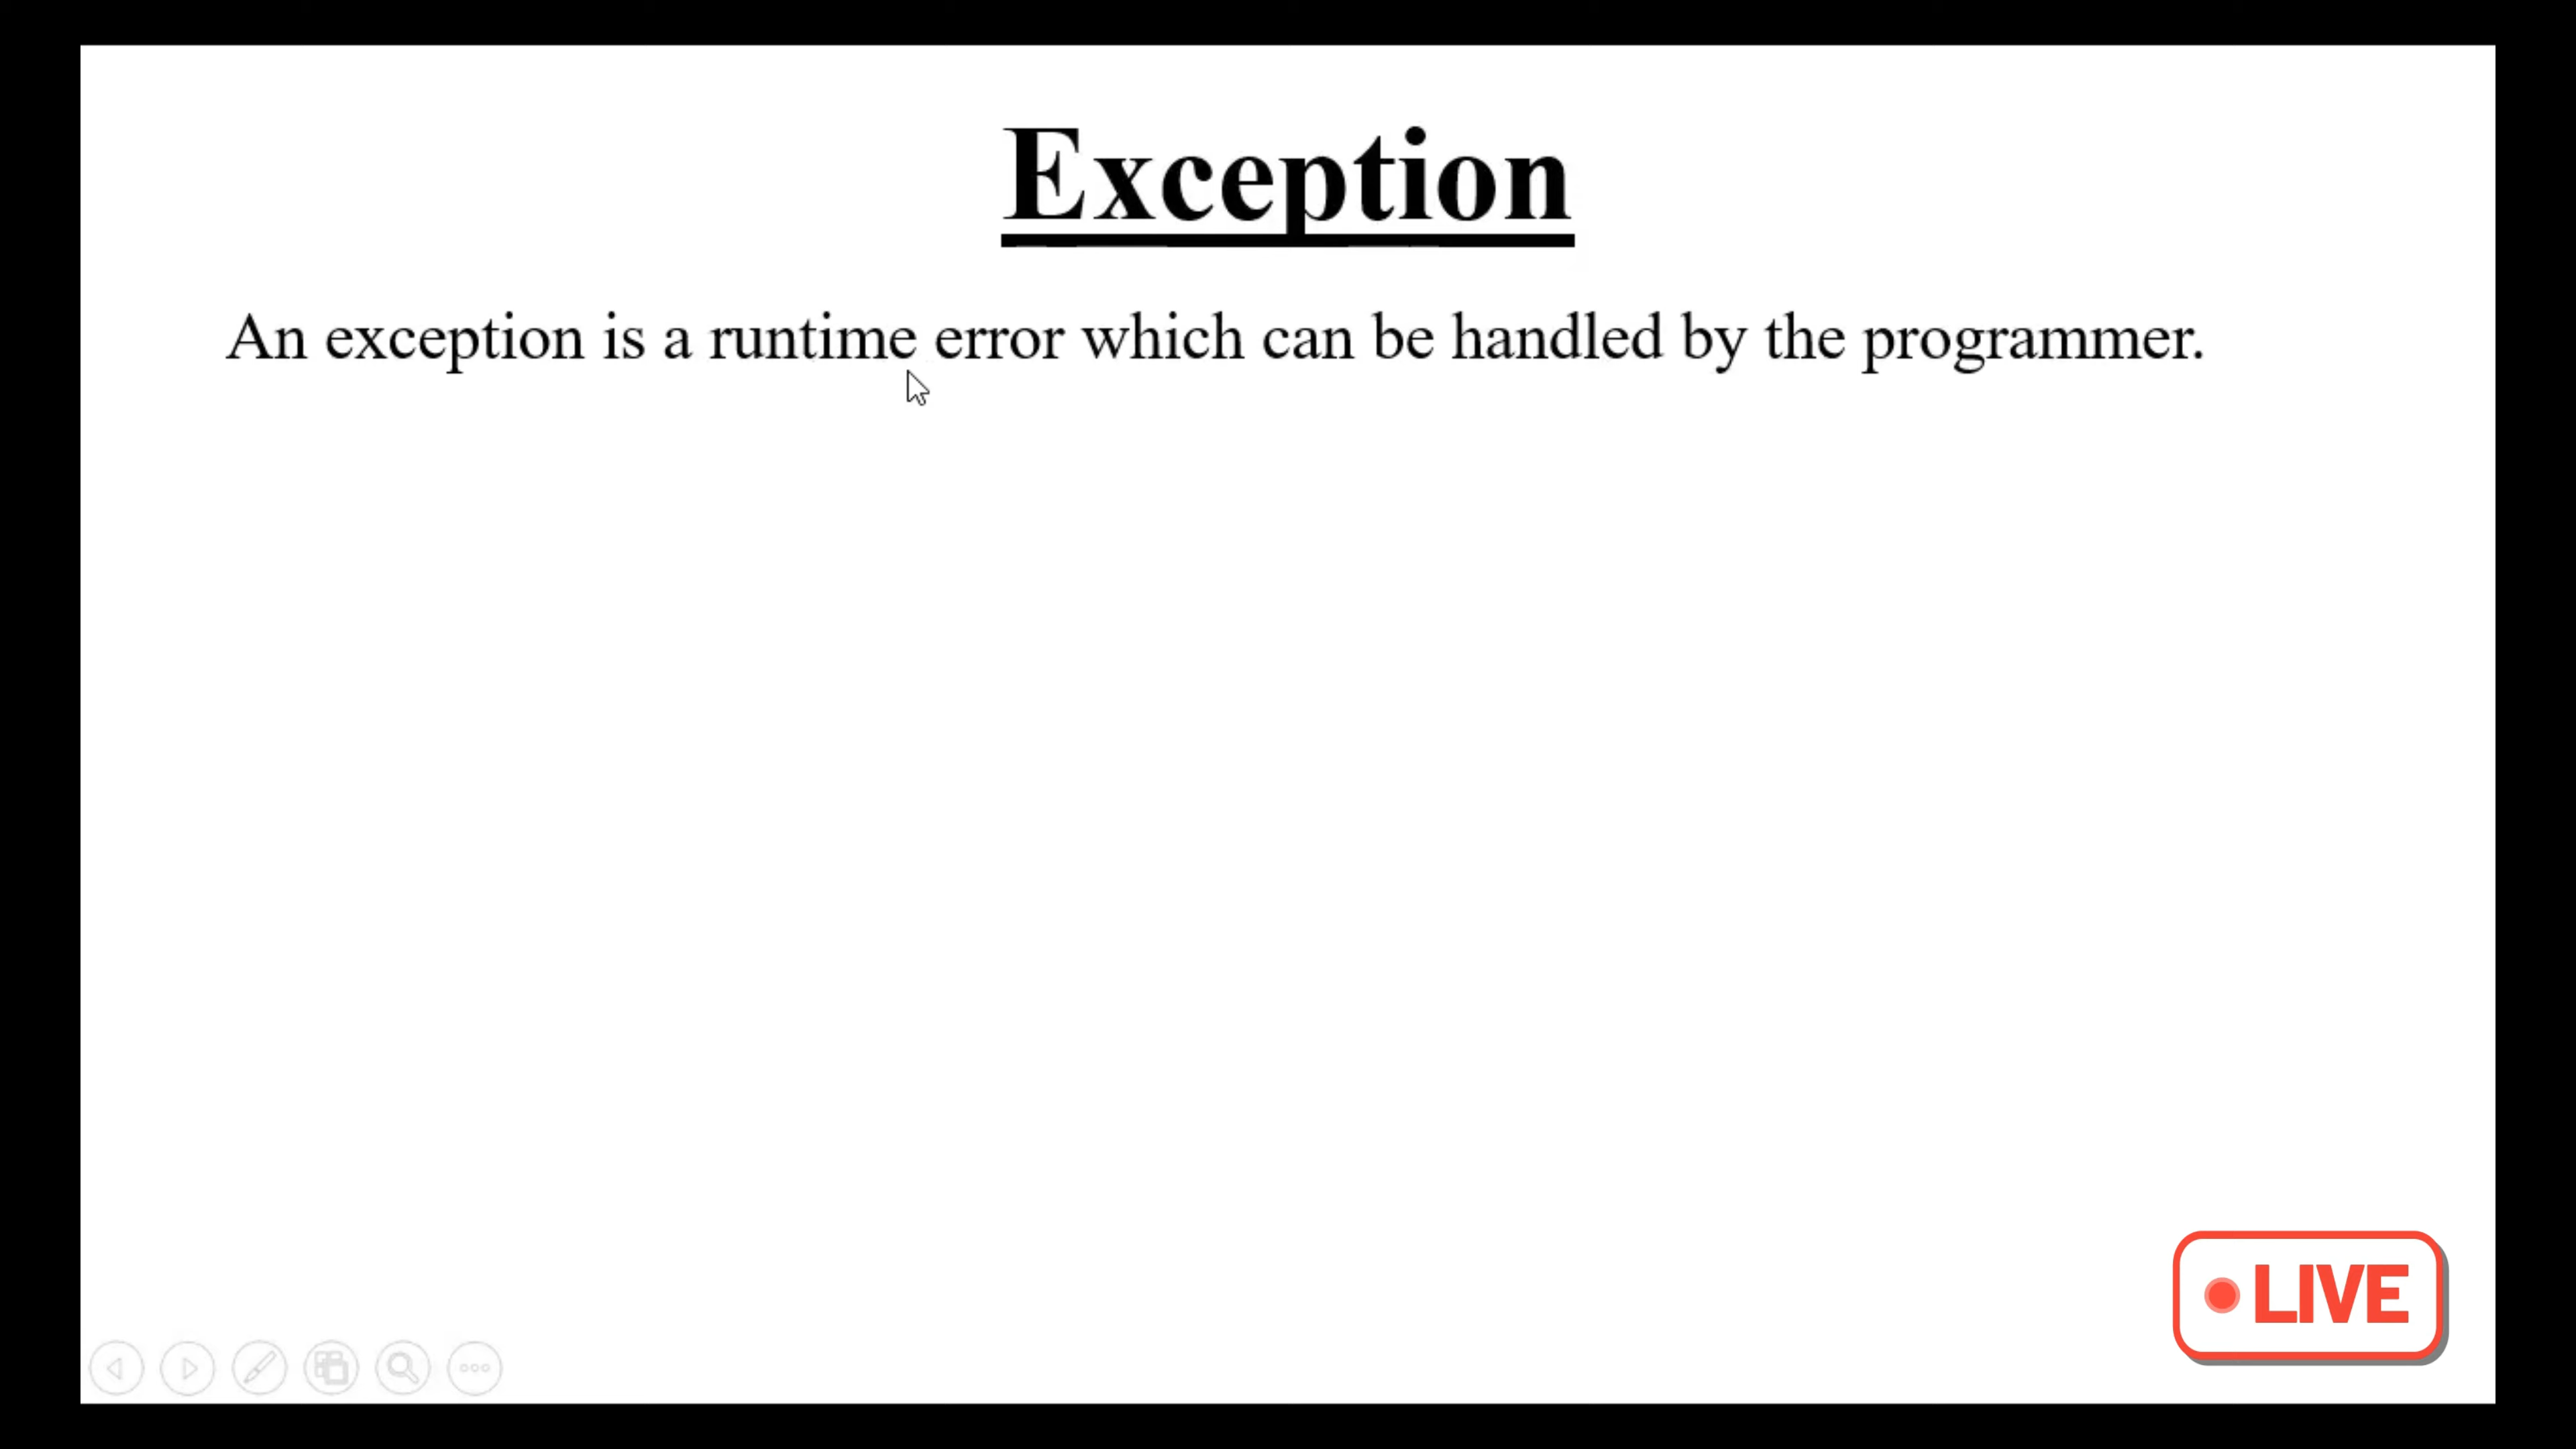 Exception
An exception is a runtime error which can be handled by the programmer.
LIVE